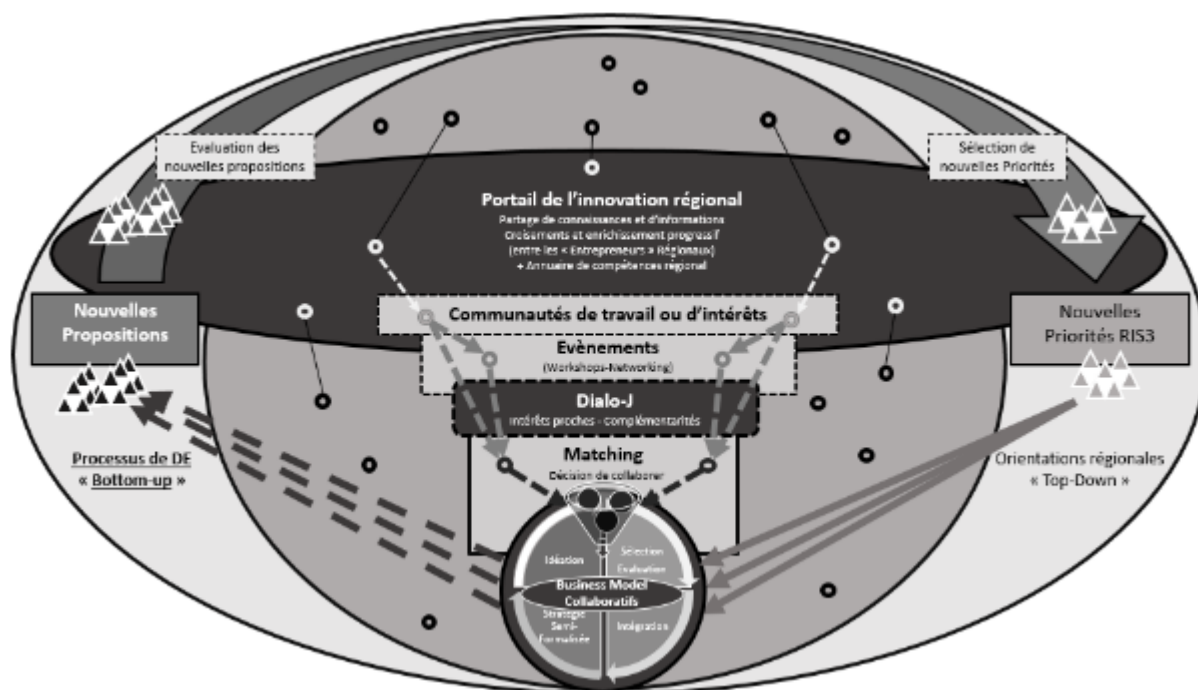 Evaluation des
nouvelles propositions
Sélection de
nouvelles Priorités
Portail de l'innovation régional
Partage de connaissances et d'informations
Croisements et enrichissement progressif
(entre les « Entrepreneurs » Régionaux)
+ Annuaire de compétences régional
Nouvelles
Propositions
Communautés de travail ou d'intérêts
Nouvelles
Priorités RIS3
Evènements
(Workshops-Networking)
Dialo-J
Intérêts proches - complémentarités
Matching
Décision de collaborer
Processus de DE
« Bottom-up »
Orientations régionales
« Top-Down »
Idéation
Sélection
Evaluation
Business Model
Collaboratifs
Stratégie
Semi-
Formalisée
Intégration